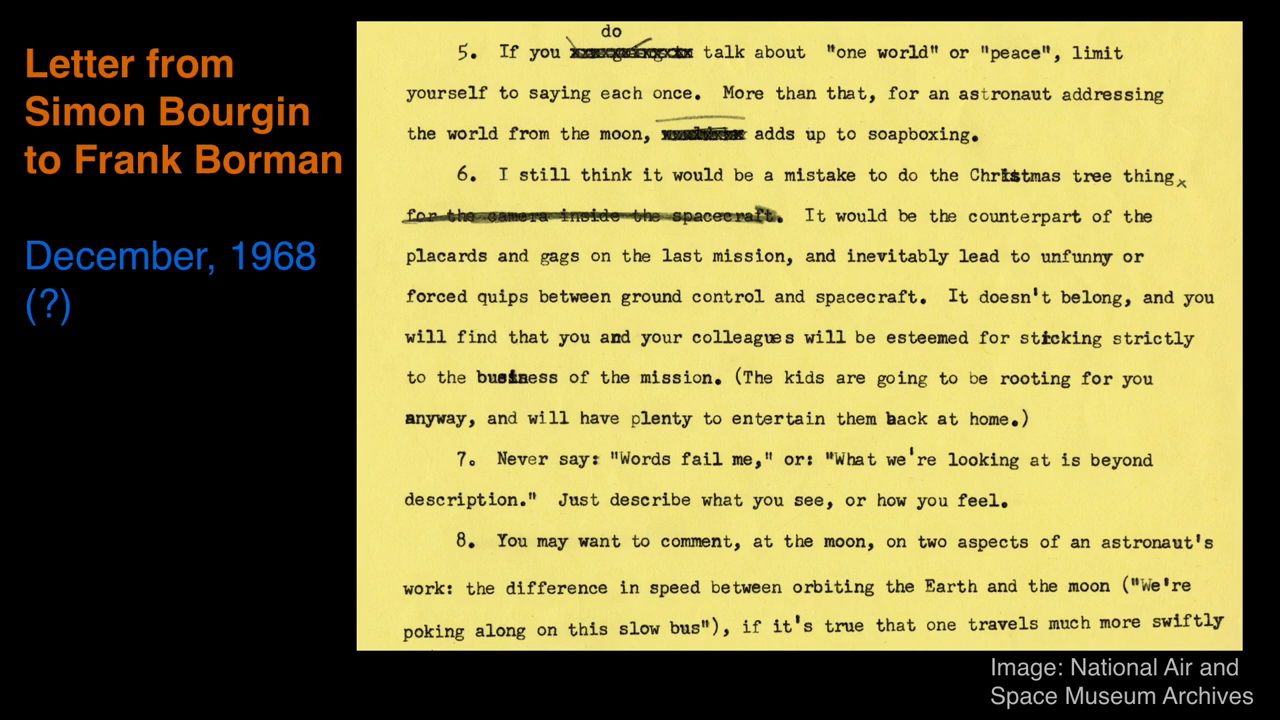 Letter from
Simon Bourgin
to Frank Borman
December, 1968
(?)
do
5. If you talk about "one world" or "peace", limit
yourself to saying each once. More than that, for an astronaut addressing
the world from the moon, adds up to soapboxing.
6. I still think it would be a mistake to do the Christmas tree thing
for the camera inside the spacecraft. It would be the counterpart of the
placards and gags on the last mission, and inevitably lead to unfunny or
forced quips between ground control and spacecraft. It doesn't belong, and you
will find that you and your colleagues will be esteemed for sticking strictly
to the business of the mission. (The kids are going to be rooting for you
anyway, and will have plenty to entertain them back at home.)
7. Never say: "Words fail me," or: "What we're looking at is beyond
description." Just describe what you see, or how you feel.
8. You may want to comment, at the moon, on two aspects of an astronaut's
work: the difference in speed between orbiting the Earth and the moon ("We're
poking along on this slow bus"), if it's true that one travels much more swiftly
Image: National Air and
Space Museum Archives